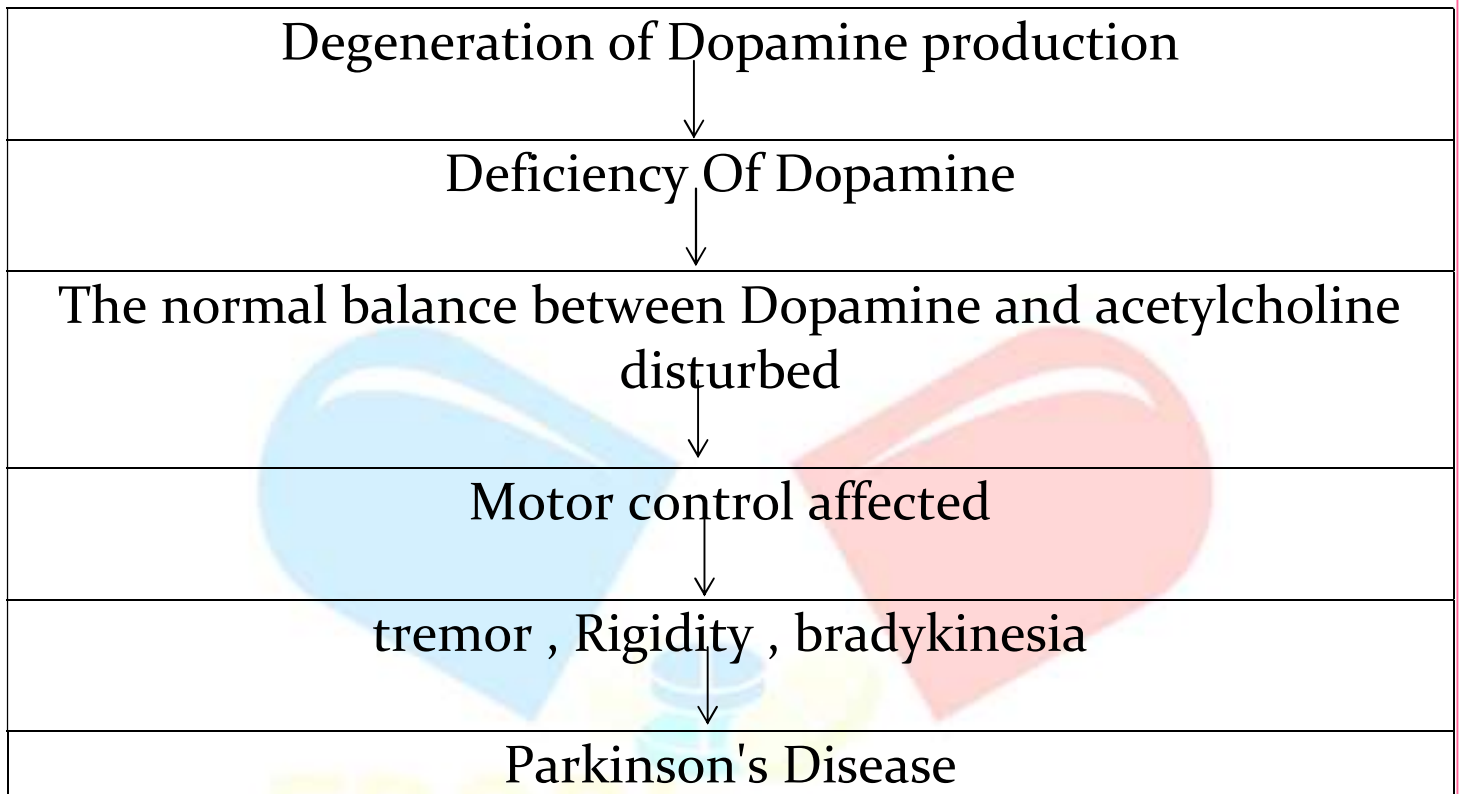 Degeneration of Dopamine production
Deficiency Of Dopamine
The normal balance between Dopamine and acetylcholine
disturbed
Motor control affected
tremor , Rigidity , bradykinesia
Parkinson's Disease